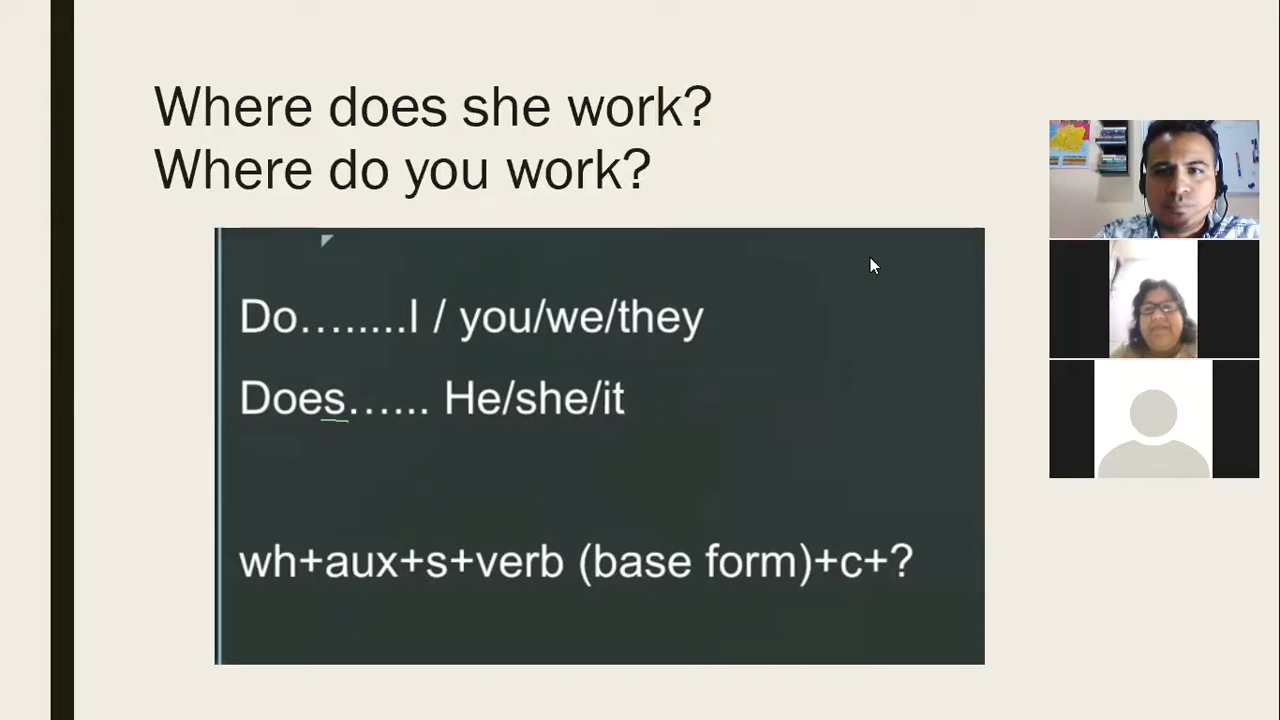 Where does she work?
Where do you work?
Do….....I / you/we/they
Does…... He/she/it
wh+aux+s+verb (base form)+c+?